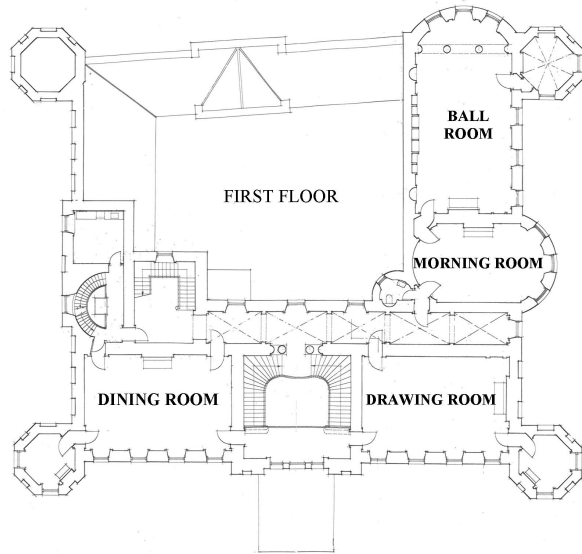 BALL
ROOM
FIRST FLOOR
MORNING ROOM
DINING ROOM
DRAWING ROOM